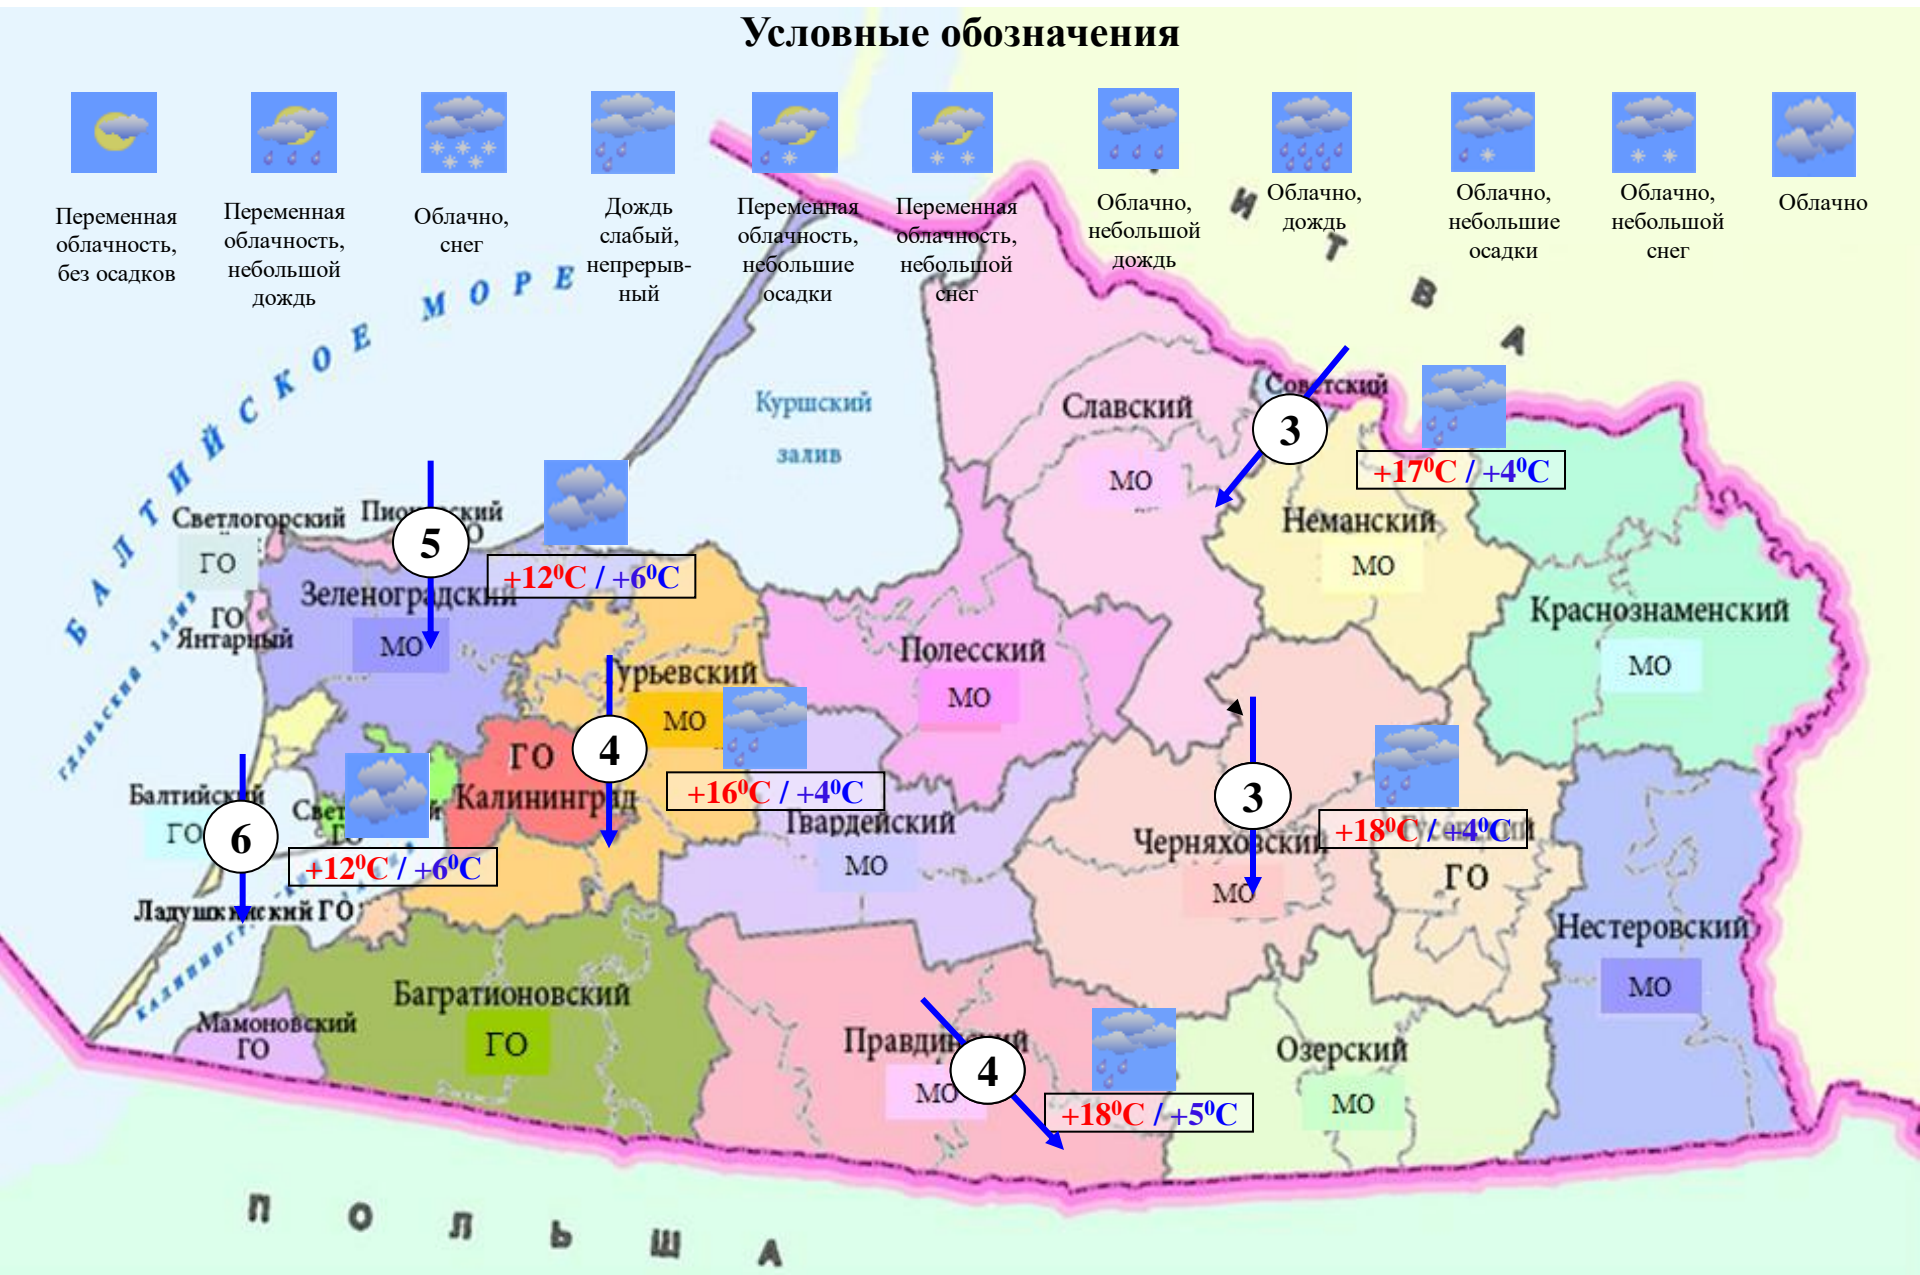 Условные обозначения
Переменная
облачность,
без осадков
Переменная
облачность,
небольшой
дождь
Облачно,
снег
Дождь
слабый,
непрерыв-
ный
Переменная
облачность,
небольшие
осадки
Переменная
облачность,
небольшой
снег
Облачно,
небольшой
дождь
Облачно,
дождь
Облачно,
небольшие
осадки
Облачно,
небольшой
снег
Облачно
И Т В А
БАЛТИЙСКОЕ МОРЕ
Куршский
залив
Славский
МО
Советский
3
+17⁰C / +4⁰C
Неманский
МО
Светлогорский
ГО
5
+12⁰C / +6⁰C
Зеленоградский
МО
ГО
Янтарный
Краснознаменский
МО
Полесский
МО
Гурьевский
МО
4
+16⁰C / +4⁰C
ГО
Калининград
Гвардейский
МО
3
Черняховский
МО
+18⁰C / +4⁰C
ГО
Балтийский
ГО
6
+12⁰C / +6⁰C
Ладушкинский ГО
Нестеровский
МО
Багратионовский
ГО
Мамоновский
ГО
Правдинский
МО
4
+18⁰C / +5⁰C
Озерский
МО
ПОЛЬША